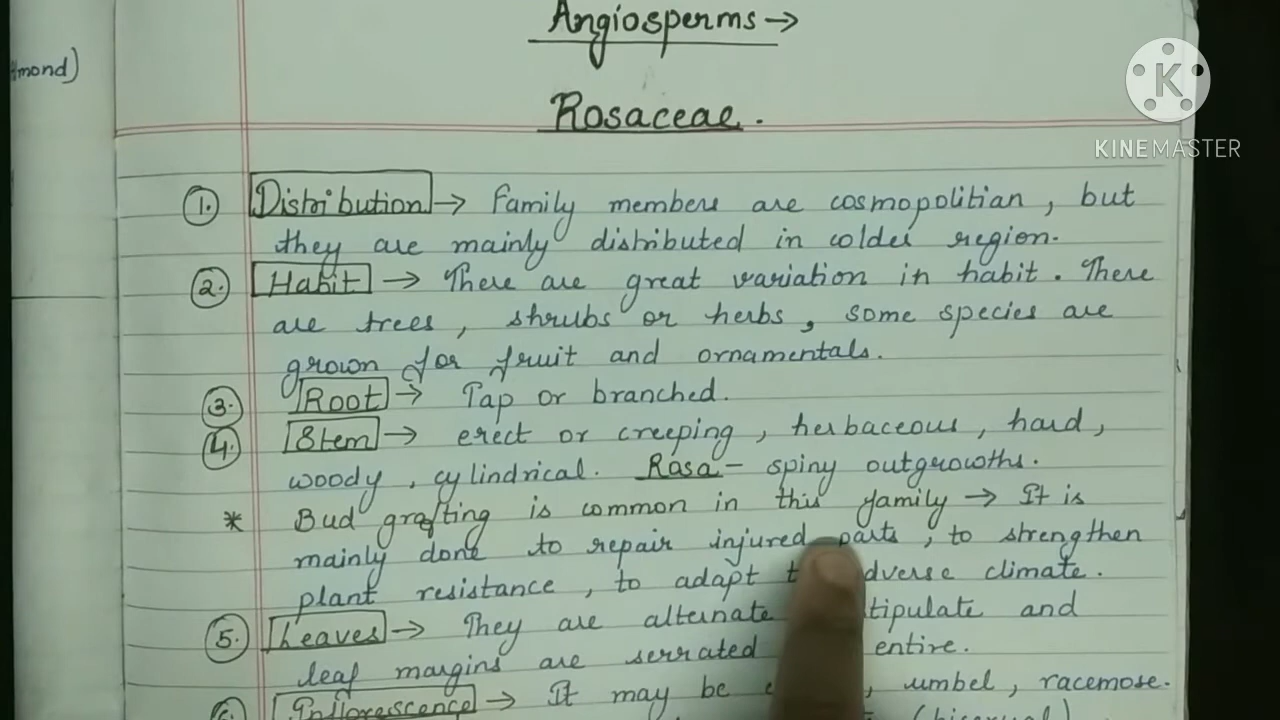 Angiosperms →
mond)
K
KINEMASTER
Rosaceae.
1. Distribution → family members are cosmopolitian, but
they are mainly distributed in colder region.
2. Habit → There are great variation in habit. There
are trees, shrubs or herbs, some species are
grown for fruit and ornamentals.
3. Root → Tap or branched.
4. Stem → erect or creeping, herbaceous, hard,
woody, cylindrical. Rosa - spiny outgrowths.
* Bud grafting is common in this family → It is
mainly done to repair injured parts, to strengthen
plant resistance, to adapt dverse climate.
5. Leaves → They are alternate tipulate and
leaf margins are serrated entire.
6. Inflorescence → It may be , umbel, racemose.
(bisexual)